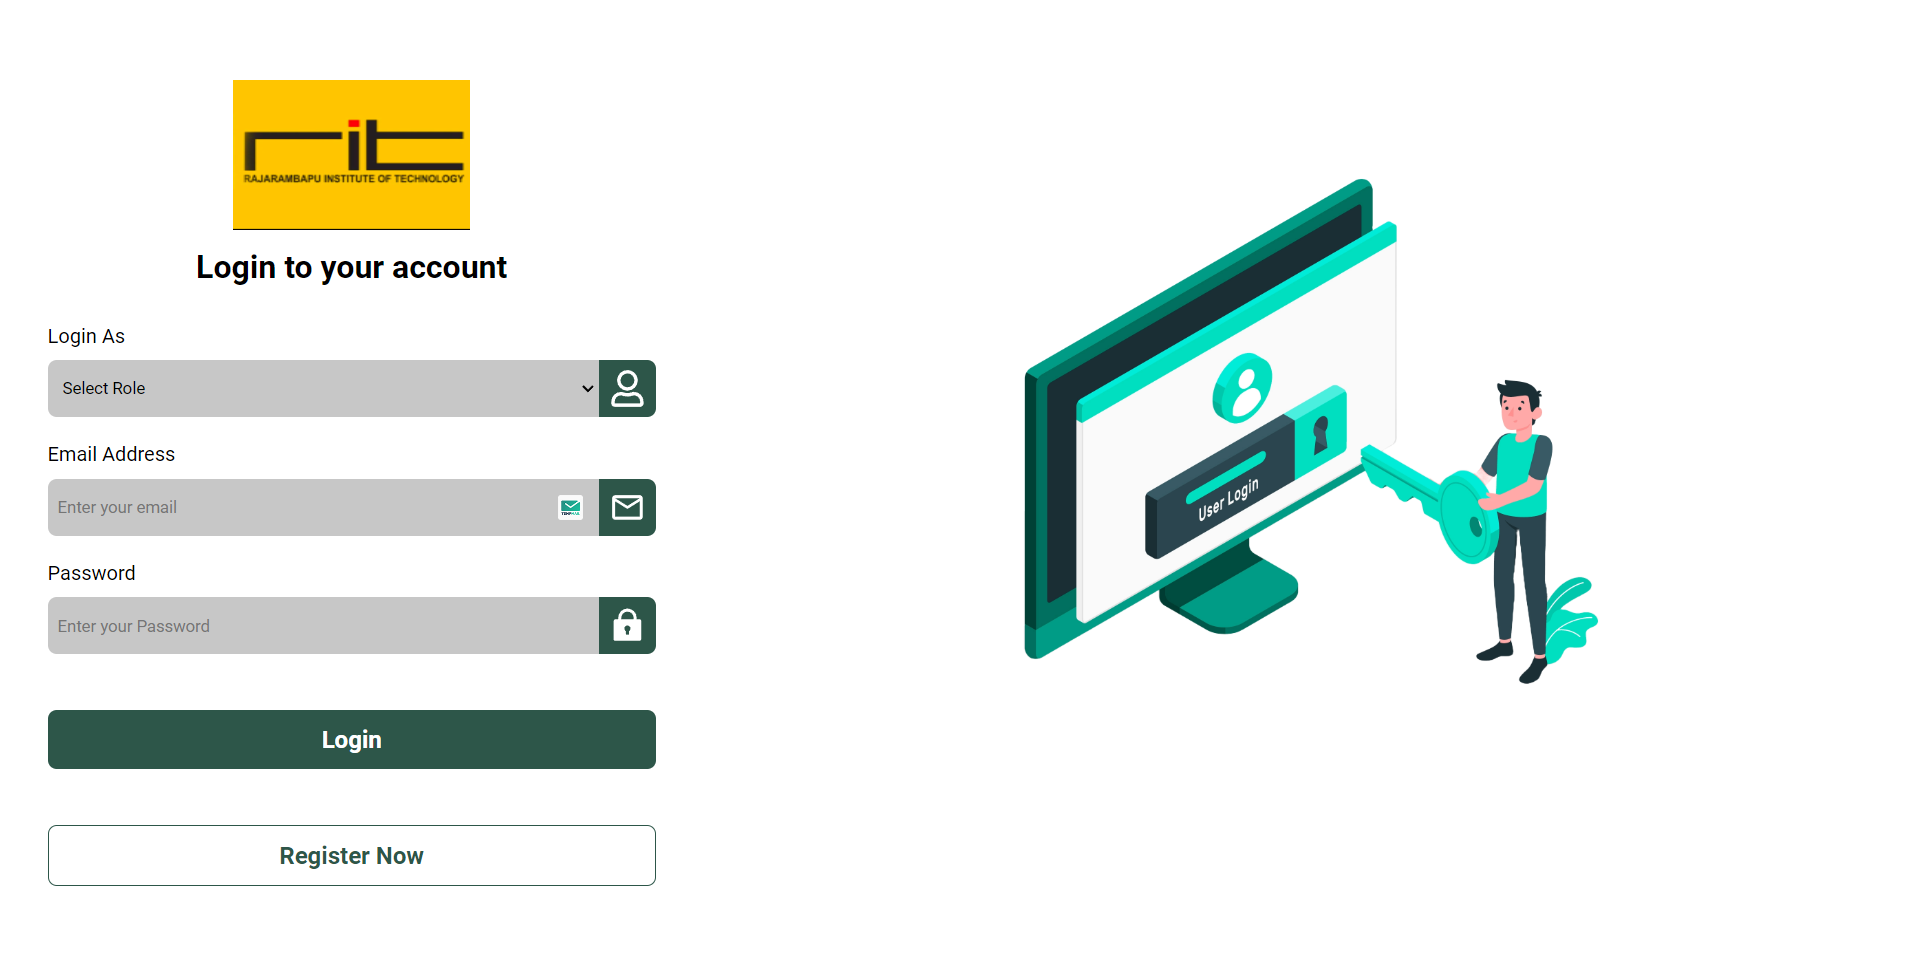 rit
RAJARAMBAPU INSTITUTE OF TECHNOLOGY
Login to your account
Login As
Select Role
Email Address
Enter your email
Password
Enter your Password
Login
Register Now
User Login